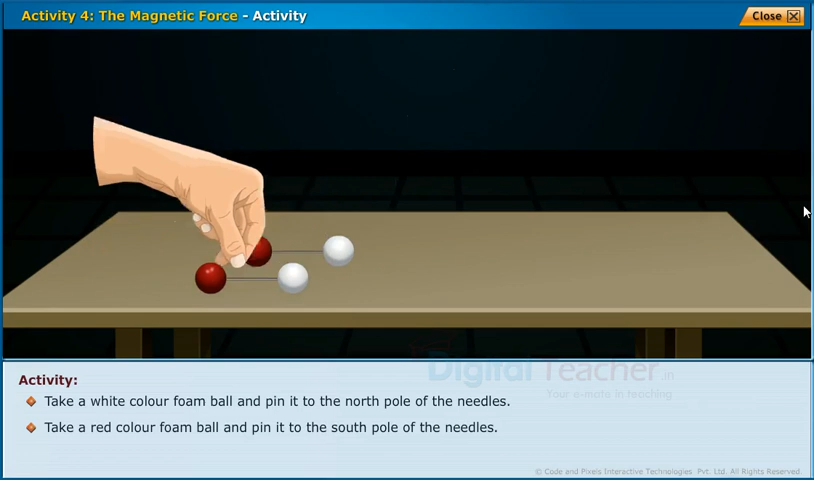 Activity 4: The Magnetic Force - Activity
Close
Activity:
Take a white colour foam ball and pin it to the north pole of the needles.
Take a red colour foam ball and pin it to the south pole of the needles.
Digital Teacher.in
Your e-mate in teaching
© Code and Pixels Interactive Technologies Pvt. Ltd. All Rights Reserved